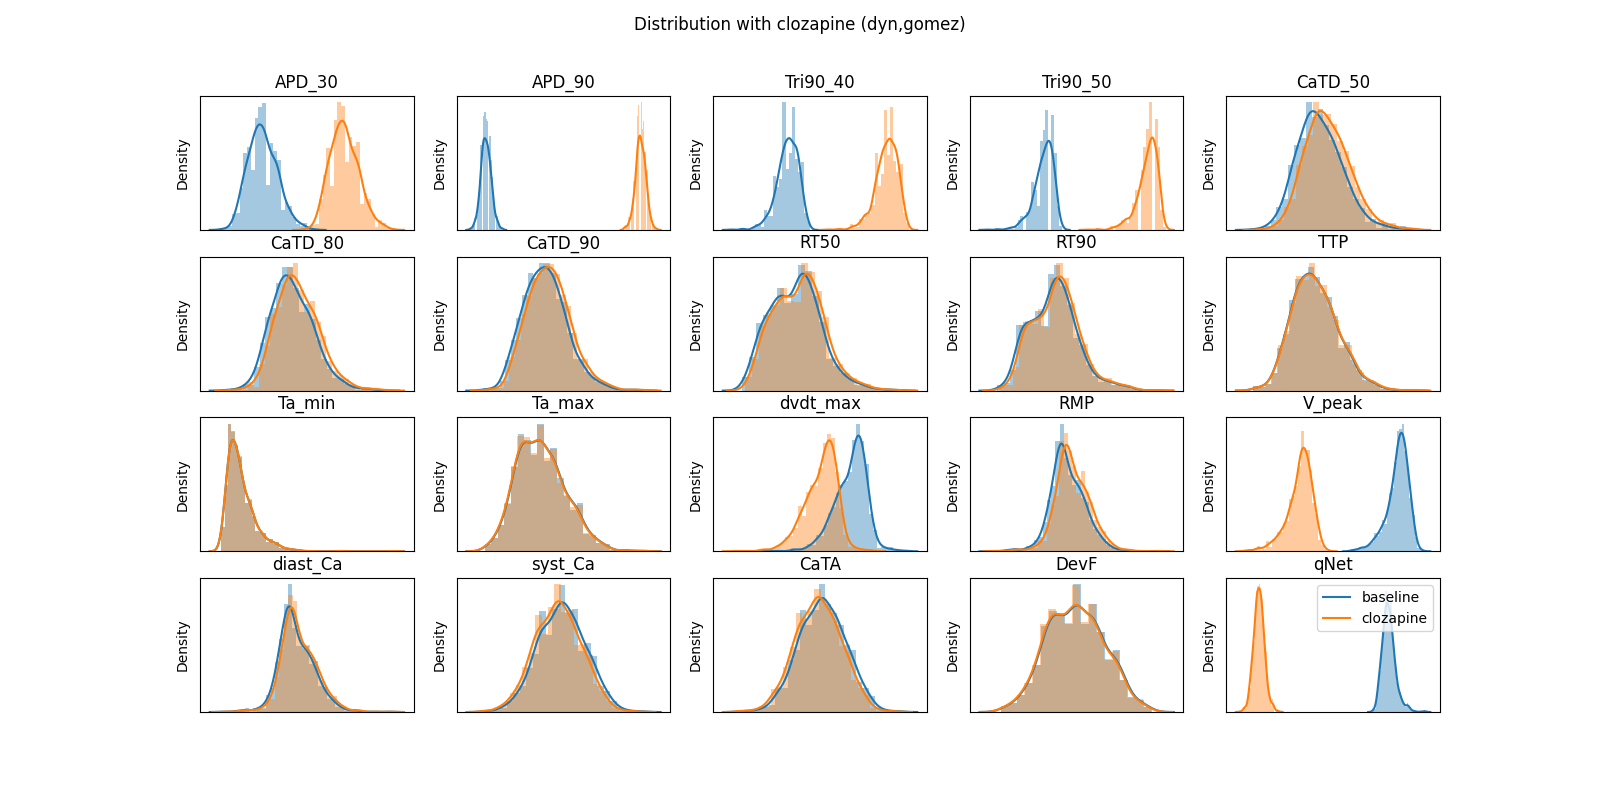 Distribution with clozapine (dyn,gomez)
APD_30
APD_90
Tri90_40
Tri90_50
CaTD_50
Density
Density
Density
Density
Density
CaTD_80
CaTD_90
RT50
RT90
TTP
Density
Density
Density
Density
Density
Ta_min
Ta_max
dvdt_max
RMP
V_peak
Density
Density
Density
Density
Density
diast_Ca
syst_Ca
CaTA
DevF
qNet
Density
Density
Density
Density
Density
baseline
clozapine